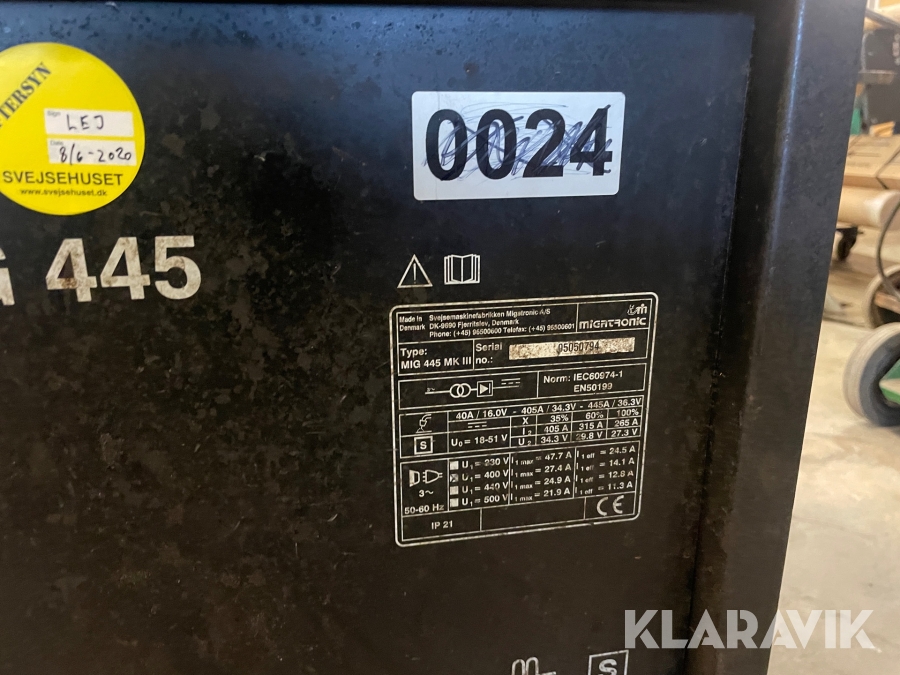 TERSYN
Sign:
LEJ
Date
8/6-2020
SVEJSEHUSET
www.svejsehuset.dk
0024
G 445
Made in Svejsemaskinefabrikken Migatronic A/S
Denmark DK-9690 Fjerritslev, Denmark
Phone: (+45) 96500600 Telefax: (+45) 96500601
migatronic
Type:
MIG 445 MK III
Serial
no.:
05050794
Norm: IEC60974-1
EN50199
40A / 16.0V - 405A / 34.3V - 445A / 36.3V
X 35% 60% 100%
I2 405 A 315 A 265 A
S U0 = 18-51 V U2 34.3 V 29.8 V 27.3 V
U1 = 230 V I1 max = 47.7 A I1 eff = 24.5 A
U1 = 400 V I1 max = 27.4 A I1 eff = 14.1 A
3~ U1 = 440 V I1 max = 24.9 A I1 eff = 12.8 A
50-60 Hz U1 = 500 V I1 max = 21.9 A I1 eff = 11.3 A
IP 21
CE
S
KLARAVIK